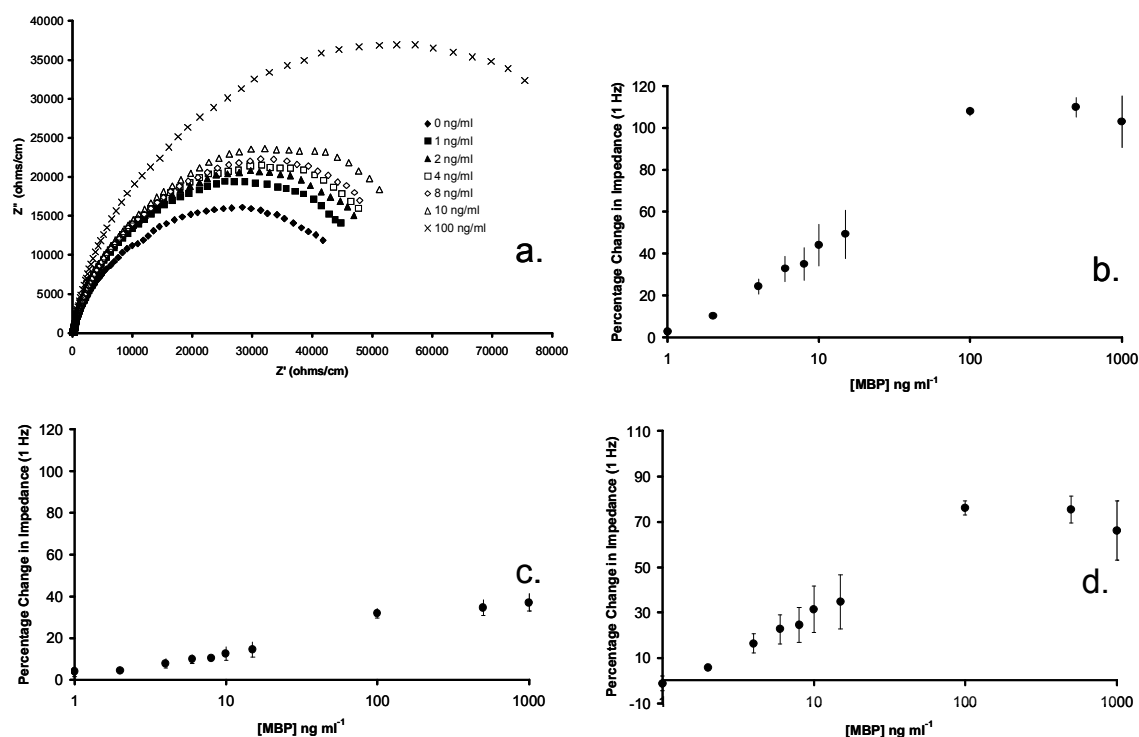 40000
35000
30000
25000
20000
15000
10000
5000
0
Z" (ohms/cm)
0 10000 20000 30000 40000 50000 60000 70000 80000
Z' (ohms/cm)
0 ng/ml
1 ng/ml
2 ng/ml
4 ng/ml
8 ng/ml
10 ng/ml
100 ng/ml
a.
Percentage Change in Impedance (1 Hz)
120
100
80
60
40
20
0
1 10 100 1000
[MBP] ng ml⁻¹
b.
Percentage Change in Impedance (1 Hz)
120
100
80
60
40
20
0
1 10 100 1000
[MBP] ng ml⁻¹
c.
Percentage Change in Impedance (1 Hz)
110
90
70
50
30
10
-10
1 10 100 1000
[MBP] ng ml⁻¹
d.